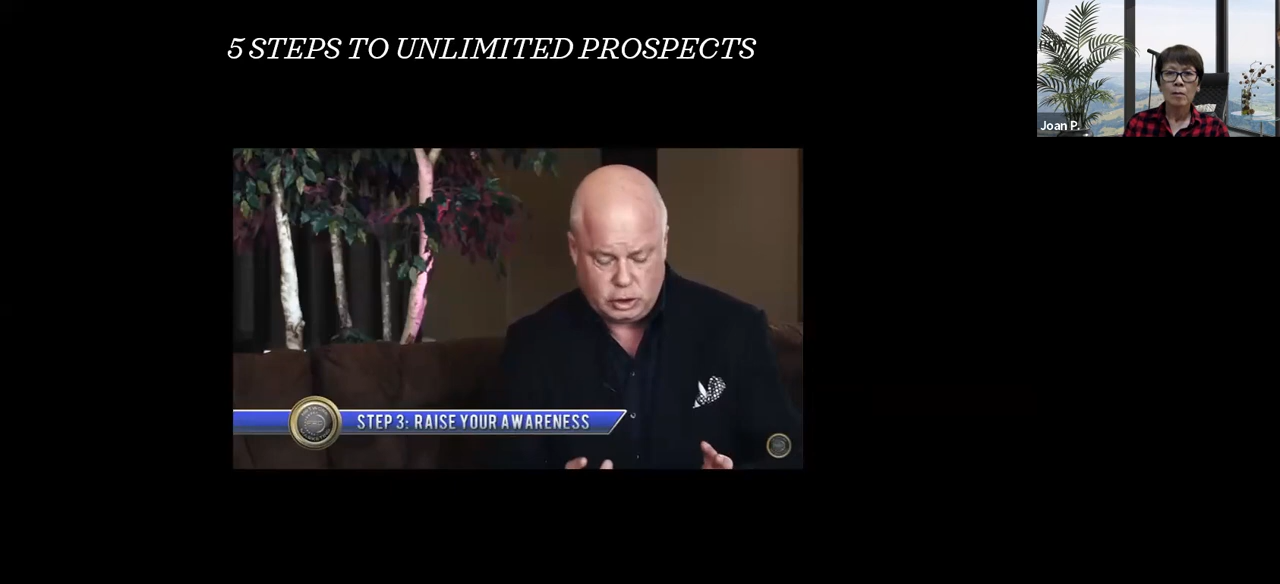 5 STEPS TO UNLIMITED PROSPECTS
Joan P.
STEP 3: RAISE YOUR AWARENESS